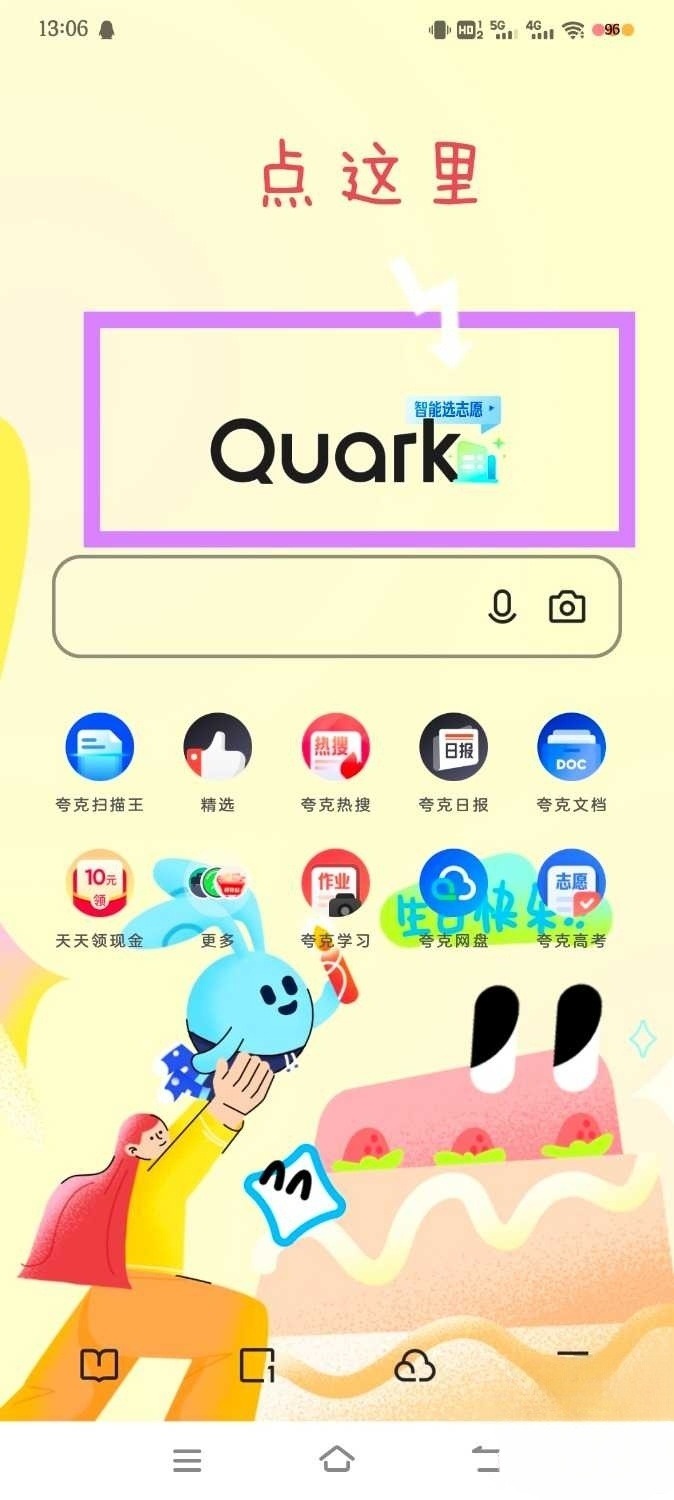 13:06 HD 1 2 5G 4G 96
点这里
智能选志愿
Quark
热搜 日报 DOC
夸克扫描王 精选 夸克热搜 夸克日报 夸克文档
10元 领 作业 志愿
生日快乐!!
天天领现金 更多 夸克学习 夸克网盘 夸克高考
1